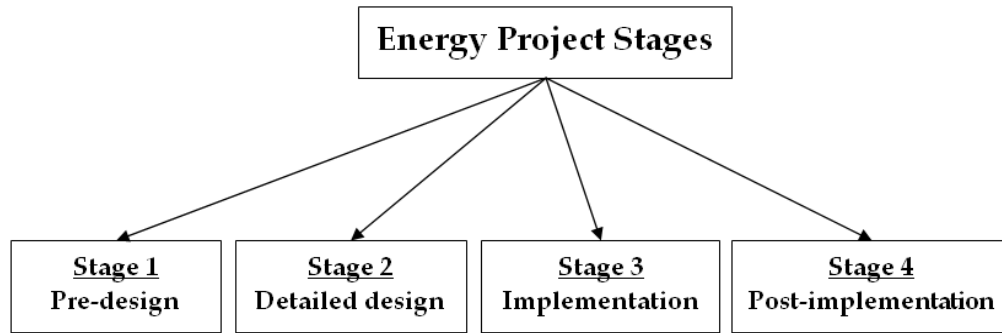 Energy Project Stages
Stage 1
Pre-design
Stage 2
Detailed design
Stage 3
Implementation
Stage 4
Post-implementation